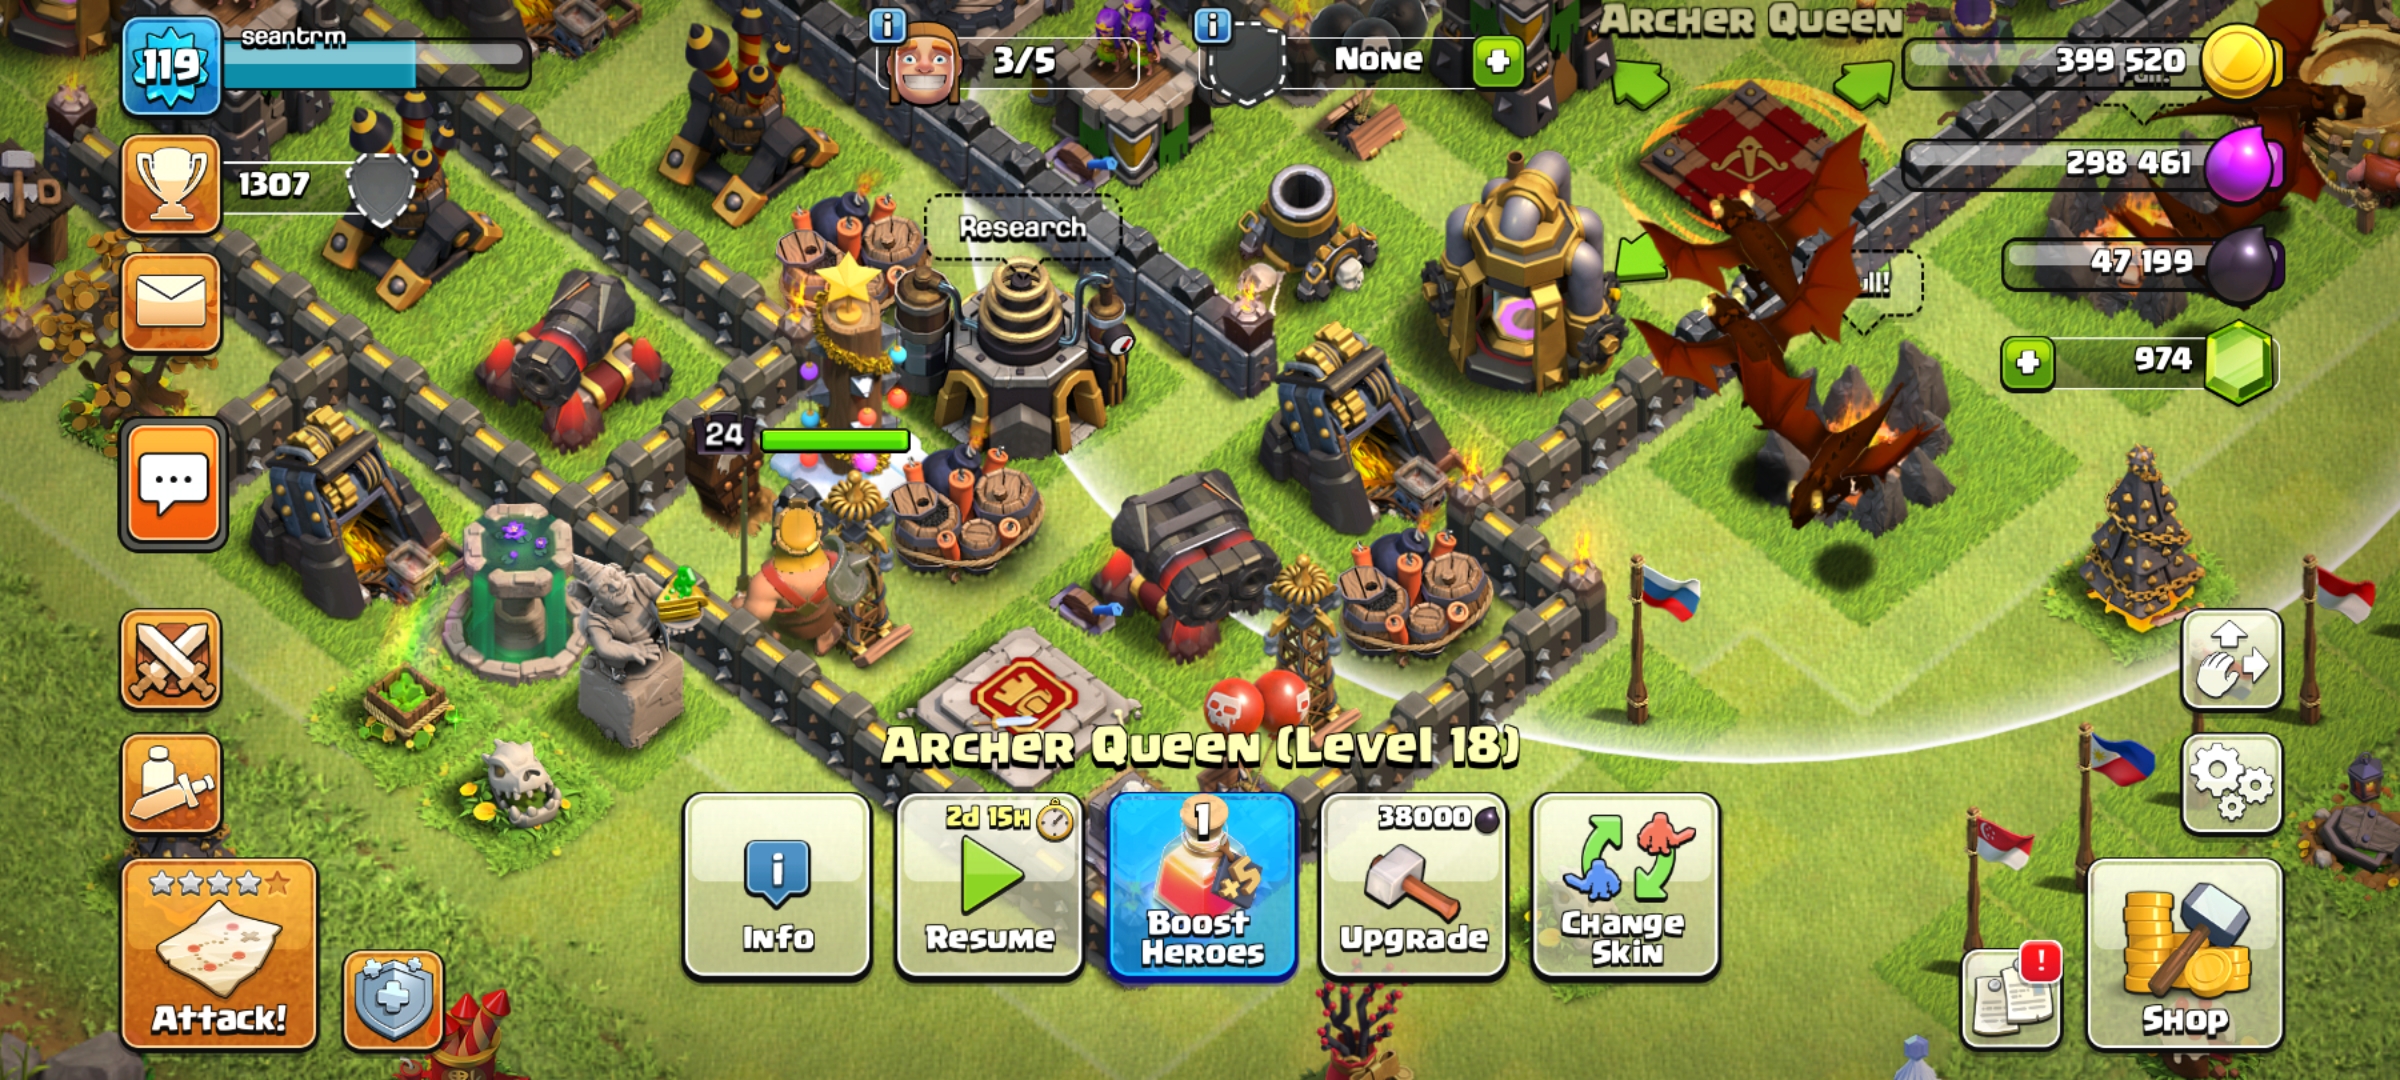 119
seantrm
3/5
None
Archer Queen
399 520
1307
Research
298 461
47 199
974
24
Archer Queen (Level 18)
Info
2d 15H
Resume
1
x5
Boost
Heroes
38000
Upgrade
Change
Skin
Attack!
!
Shop